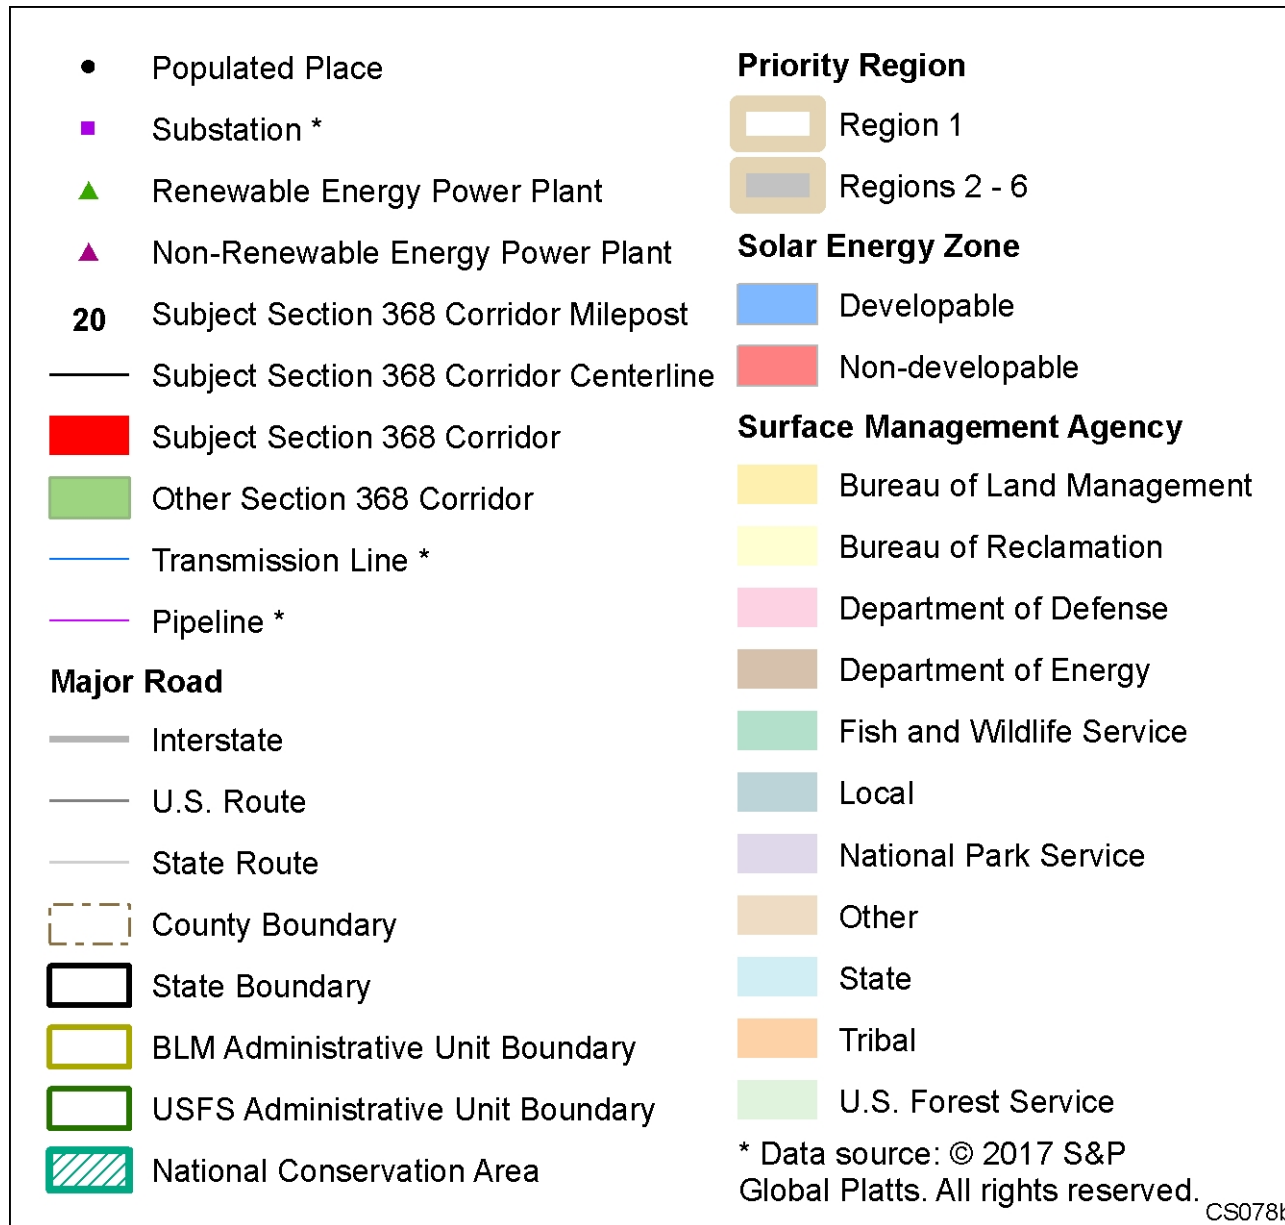 Populated Place
Substation *
Renewable Energy Power Plant
Non-Renewable Energy Power Plant
20 Subject Section 368 Corridor Milepost
Subject Section 368 Corridor Centerline
Subject Section 368 Corridor
Other Section 368 Corridor
Transmission Line *
Pipeline *
Major Road
Interstate
U.S. Route
State Route
County Boundary
State Boundary
BLM Administrative Unit Boundary
USFS Administrative Unit Boundary
National Conservation Area
Priority Region
Region 1
Regions 2 - 6
Solar Energy Zone
Developable
Non-developable
Surface Management Agency
Bureau of Land Management
Bureau of Reclamation
Department of Defense
Department of Energy
Fish and Wildlife Service
Local
National Park Service
Other
State
Tribal
U.S. Forest Service
* Data source: © 2017 S&P
Global Platts. All rights reserved.
CS078b